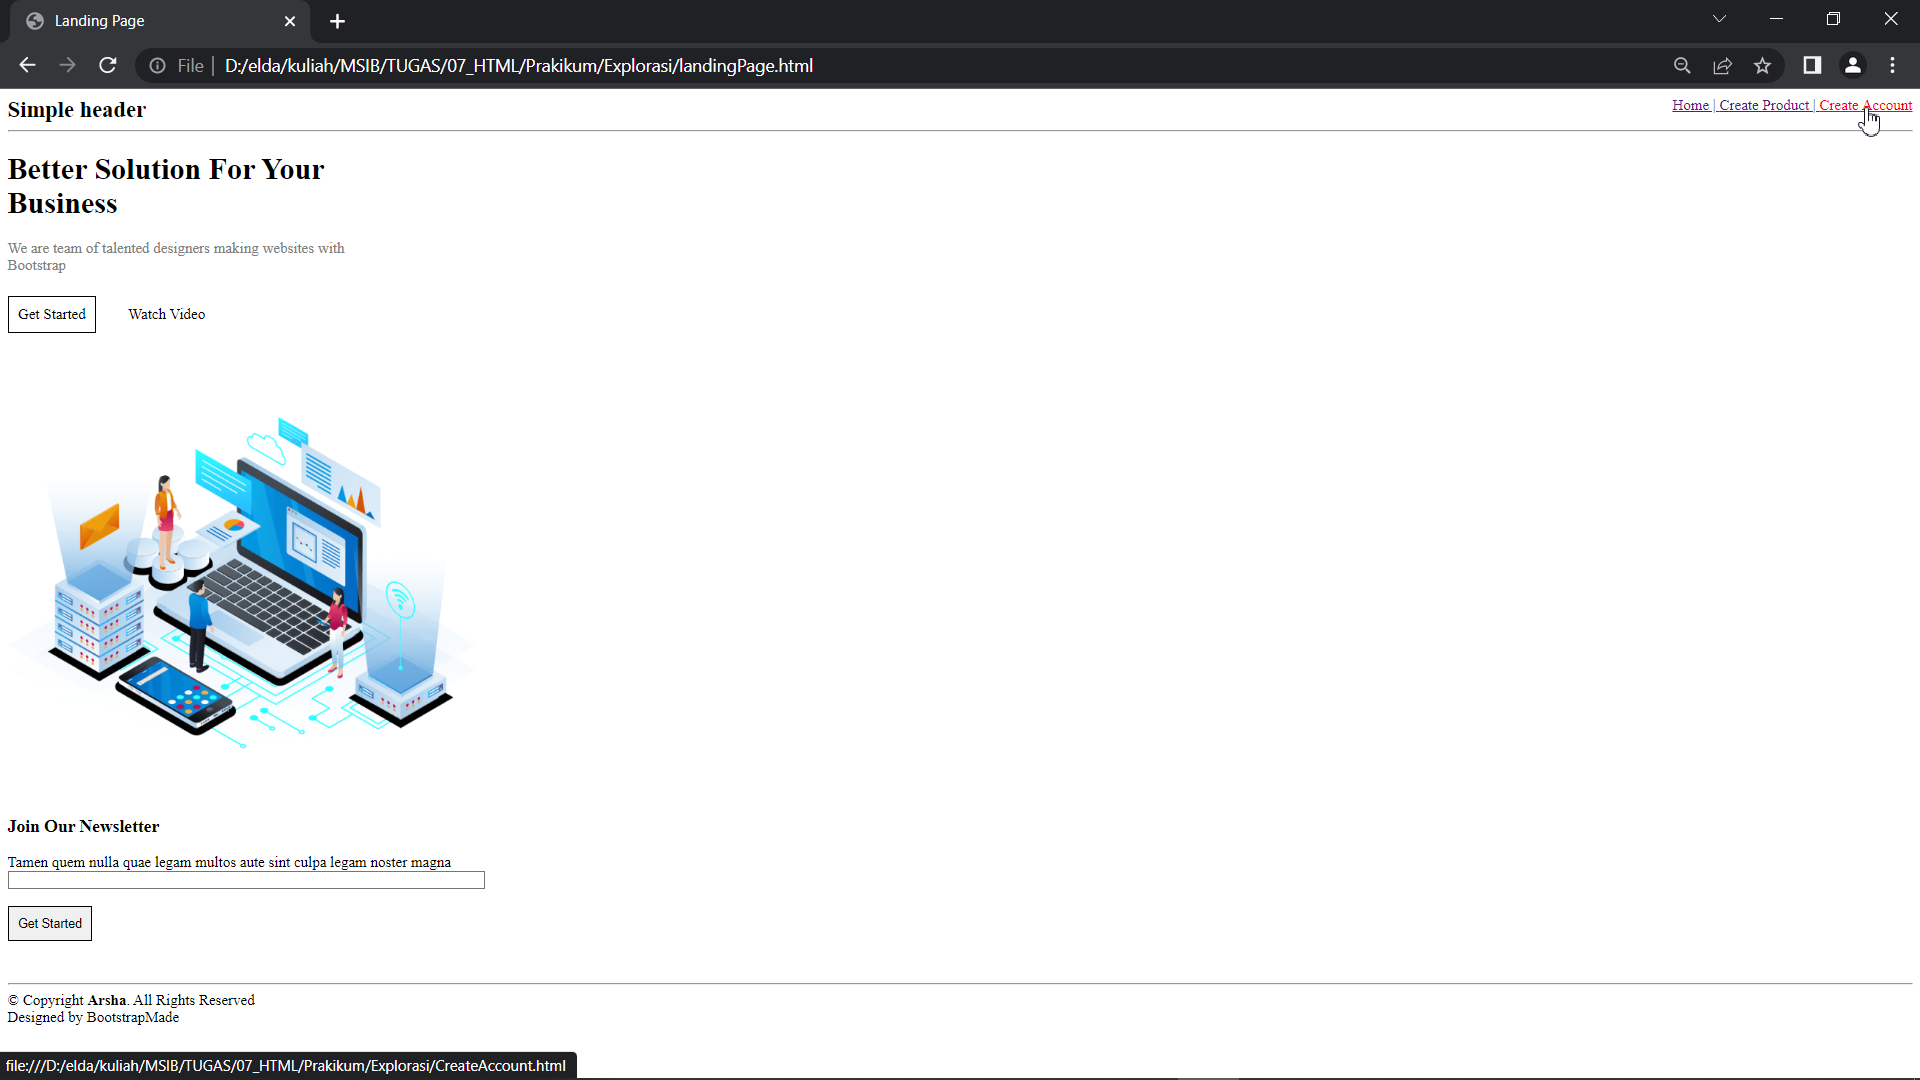 Landing Page
File | D:/elda/kuliah/MSIB/TUGAS/07_HTML/Prakikum/Explorasi/landingPage.html
Simple header
Home | Create Product | Create Account
Better Solution For Your
Business
We are team of talented designers making websites with
Bootstrap
Get Started
Watch Video
Join Our Newsletter
Tamen quem nulla quae legam multos aute sint culpa legam noster magna
Get Started
© Copyright Arsha. All Rights Reserved
Designed by BootstrapMade
file:///D:/elda/kuliah/MSIB/TUGAS/07_HTML/Prakikum/Explorasi/CreateAccount.html